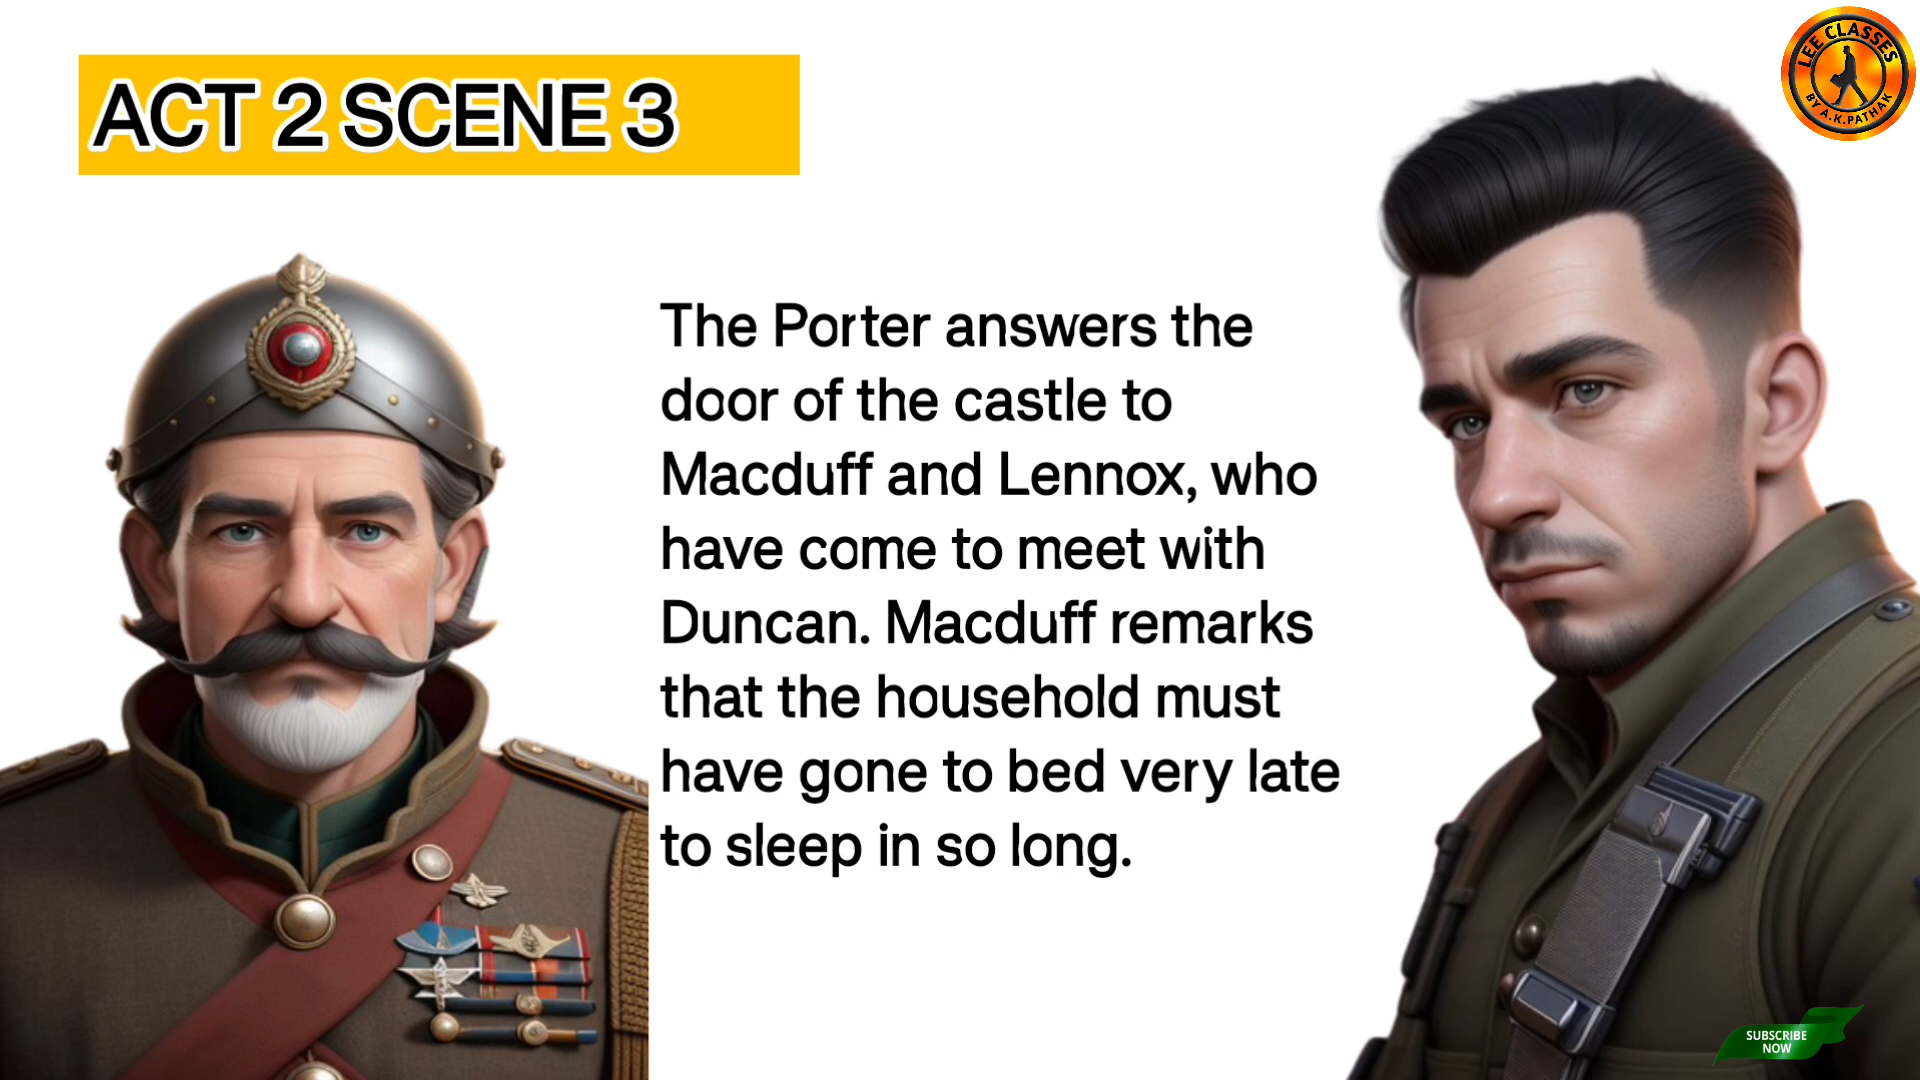 LEE CLASSES
BY A.K.PATHAK
ACT 2 SCENE 3
The Porter answers the
door of the castle to
Macduff and Lennox, who
have come to meet with
Duncan. Macduff remarks
that the household must
have gone to bed very late
to sleep in so long.
SUBSCRIBE
NOW